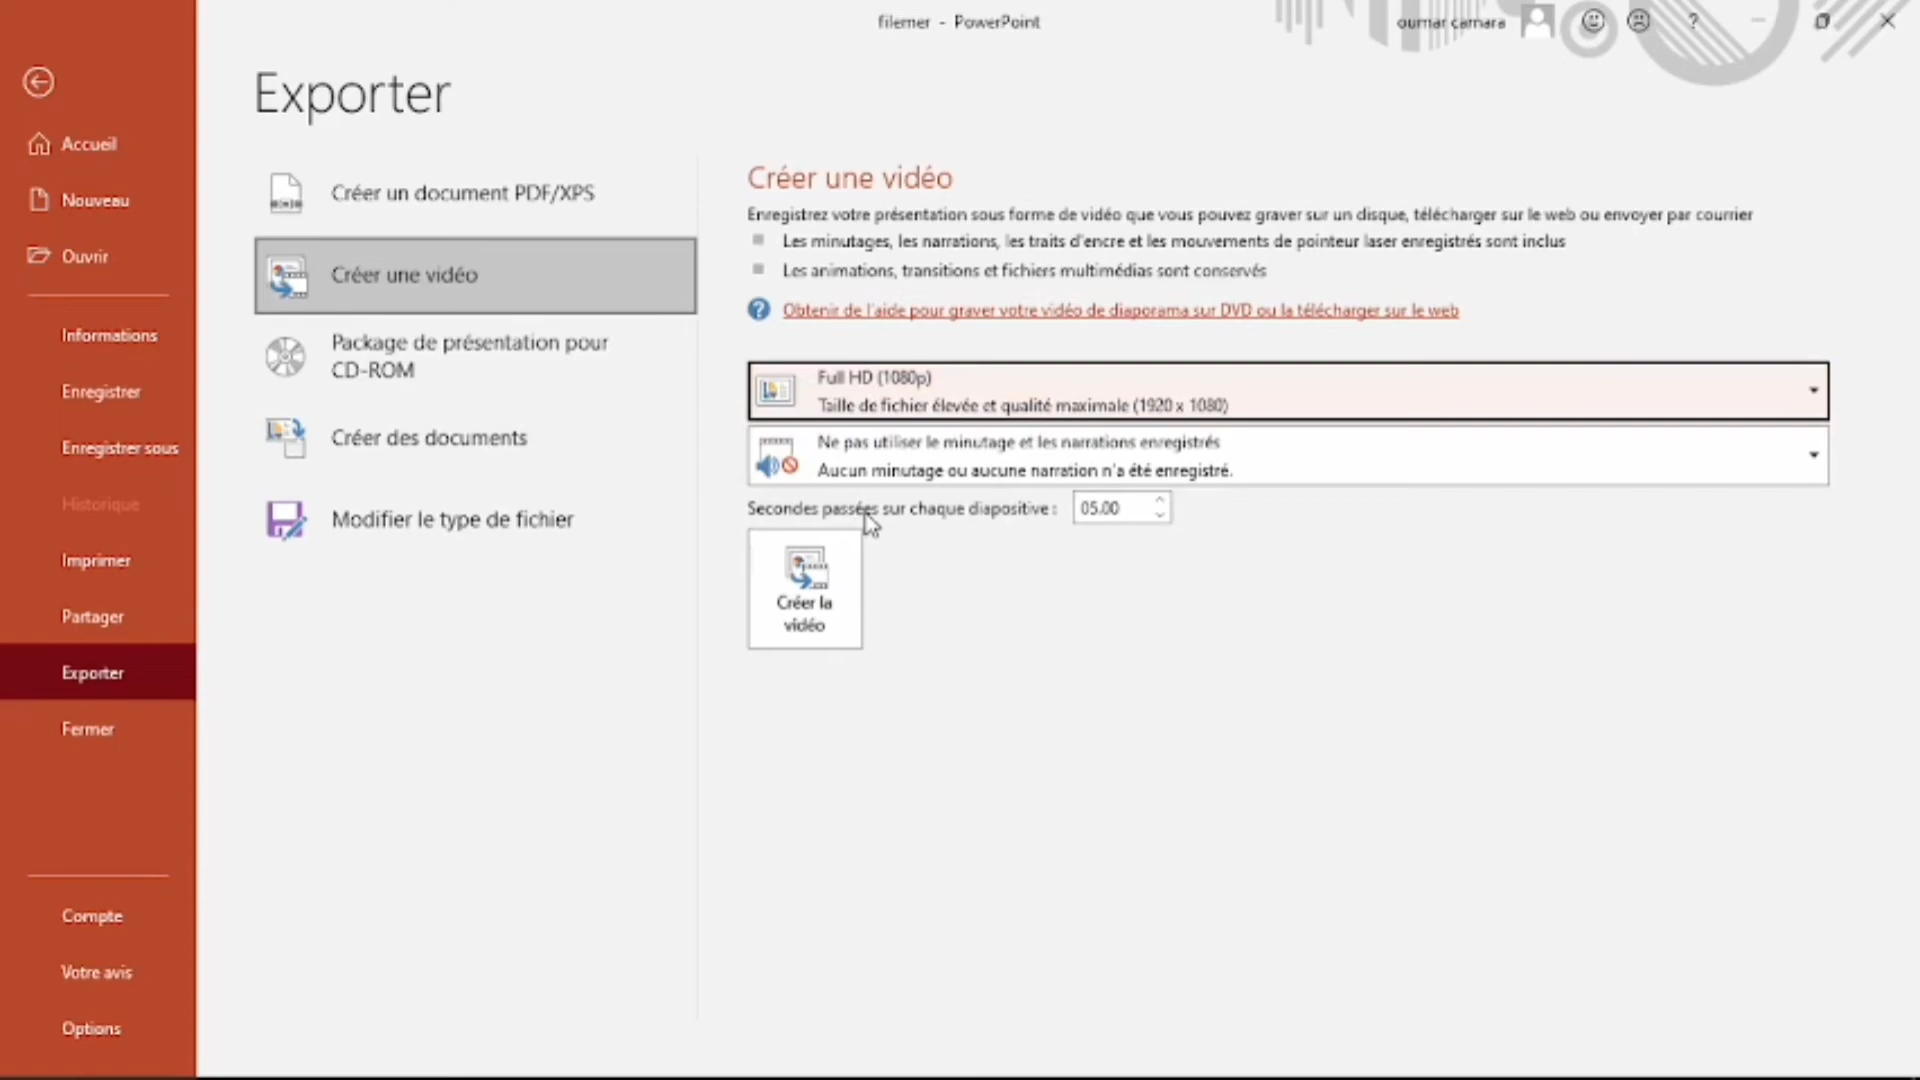 filemer - PowerPoint
oumar camara
?
Exporter
Accueil
Nouveau
Ouvrir
Informations
Enregistrer
Enregistrer sous
Historique
Imprimer
Partager
Exporter
Fermer
Compte
Votre avis
Options
Créer un document PDF/XPS
Créer une vidéo
Package de présentation pour
CD-ROM
Créer des documents
Modifier le type de fichier
Créer une vidéo
Enregistrez votre présentation sous forme de vidéo que vous pouvez graver sur un disque, télécharger sur le web ou envoyer par courrier
Les minutages, les narrations, les traits d'encre et les mouvements de pointeur laser enregistrés sont inclus
Les animations, transitions et fichiers multimédias sont conservés
Obtenir de l'aide pour graver votre vidéo de diaporama sur DVD ou la télécharger sur le web
Full HD (1080p)
Taille de fichier élevée et qualité maximale (1920 x 1080)
Ne pas utiliser le minutage et les narrations enregistrés
Aucun minutage ou aucune narration n'a été enregistré.
Secondes passées sur chaque diapositive : 05.00
Créer la
vidéo